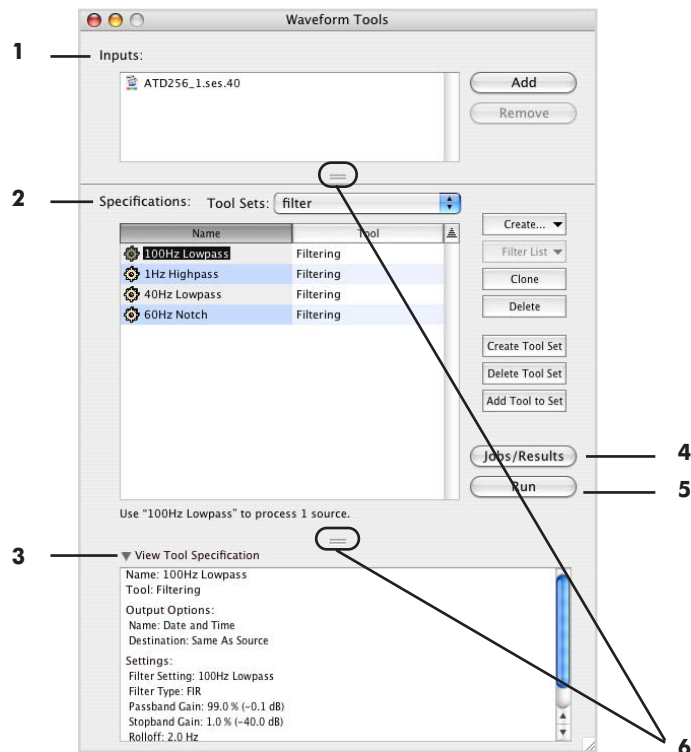 Waveform Tools
1
Inputs:
ATD256_1.ses.40
Add
Remove
2
Specifications: Tool Sets: filter
Name Tool
100Hz Lowpass Filtering
1Hz Highpass Filtering
40Hz Lowpass Filtering
60Hz Notch Filtering
Create...
Filter List
Clone
Delete
Create Tool Set
Delete Tool Set
Add Tool to Set
Jobs/Results
4
Run
5
Use "100Hz Lowpass" to process 1 source.
3
View Tool Specification
Name: 100Hz Lowpass
Tool: Filtering
Output Options:
Name: Date and Time
Destination: Same As Source
Settings:
Filter Setting: 100Hz Lowpass
Filter Type: FIR
Passband Gain: 99.0 % (-0.1 dB)
Stopband Gain: 1.0 % (-40.0 dB)
Rolloff: 2.0 Hz
6